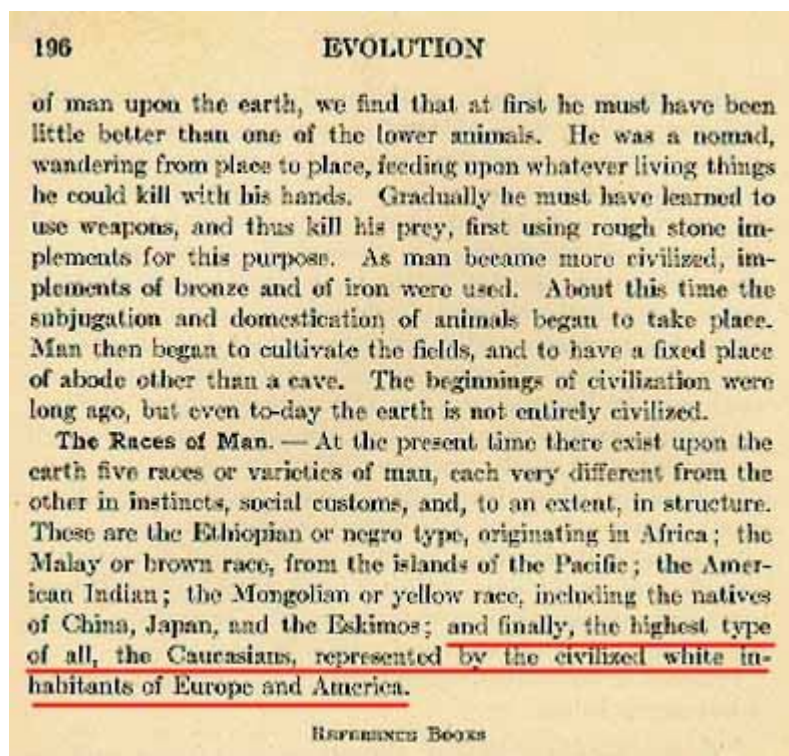 196 EVOLUTION
of man upon the earth, we find that at first he must have been
little better than one of the lower animals. He was a nomad,
wandering from place to place, feeding upon whatever living things
he could kill with his hands. Gradually he must have learned to
use weapons, and thus kill his prey, first using rough stone im-
plements for this purpose. As man became more civilized, im-
plements of bronze and of iron were used. About this time the
subjugation and domestication of animals began to take place.
Man then began to cultivate the fields, and to have a fixed place
of abode other than a cave. The beginnings of civilization were
long ago, but even to-day the earth is not entirely civilized.
The Races of Man. — At the present time there exist upon the
earth five races or varieties of man, each very different from the
other in instincts, social customs, and, to an extent, in structure.
These are the Ethiopian or negro type, originating in Africa; the
Malay or brown race, from the islands of the Pacific; the Amer-
ican Indian; the Mongolian or yellow race, including the natives
of China, Japan, and the Eskimos; and finally, the highest type
of all, the Caucasians, represented by the civilized white in-
habitants of Europe and America.
REFERENCE BOOKS